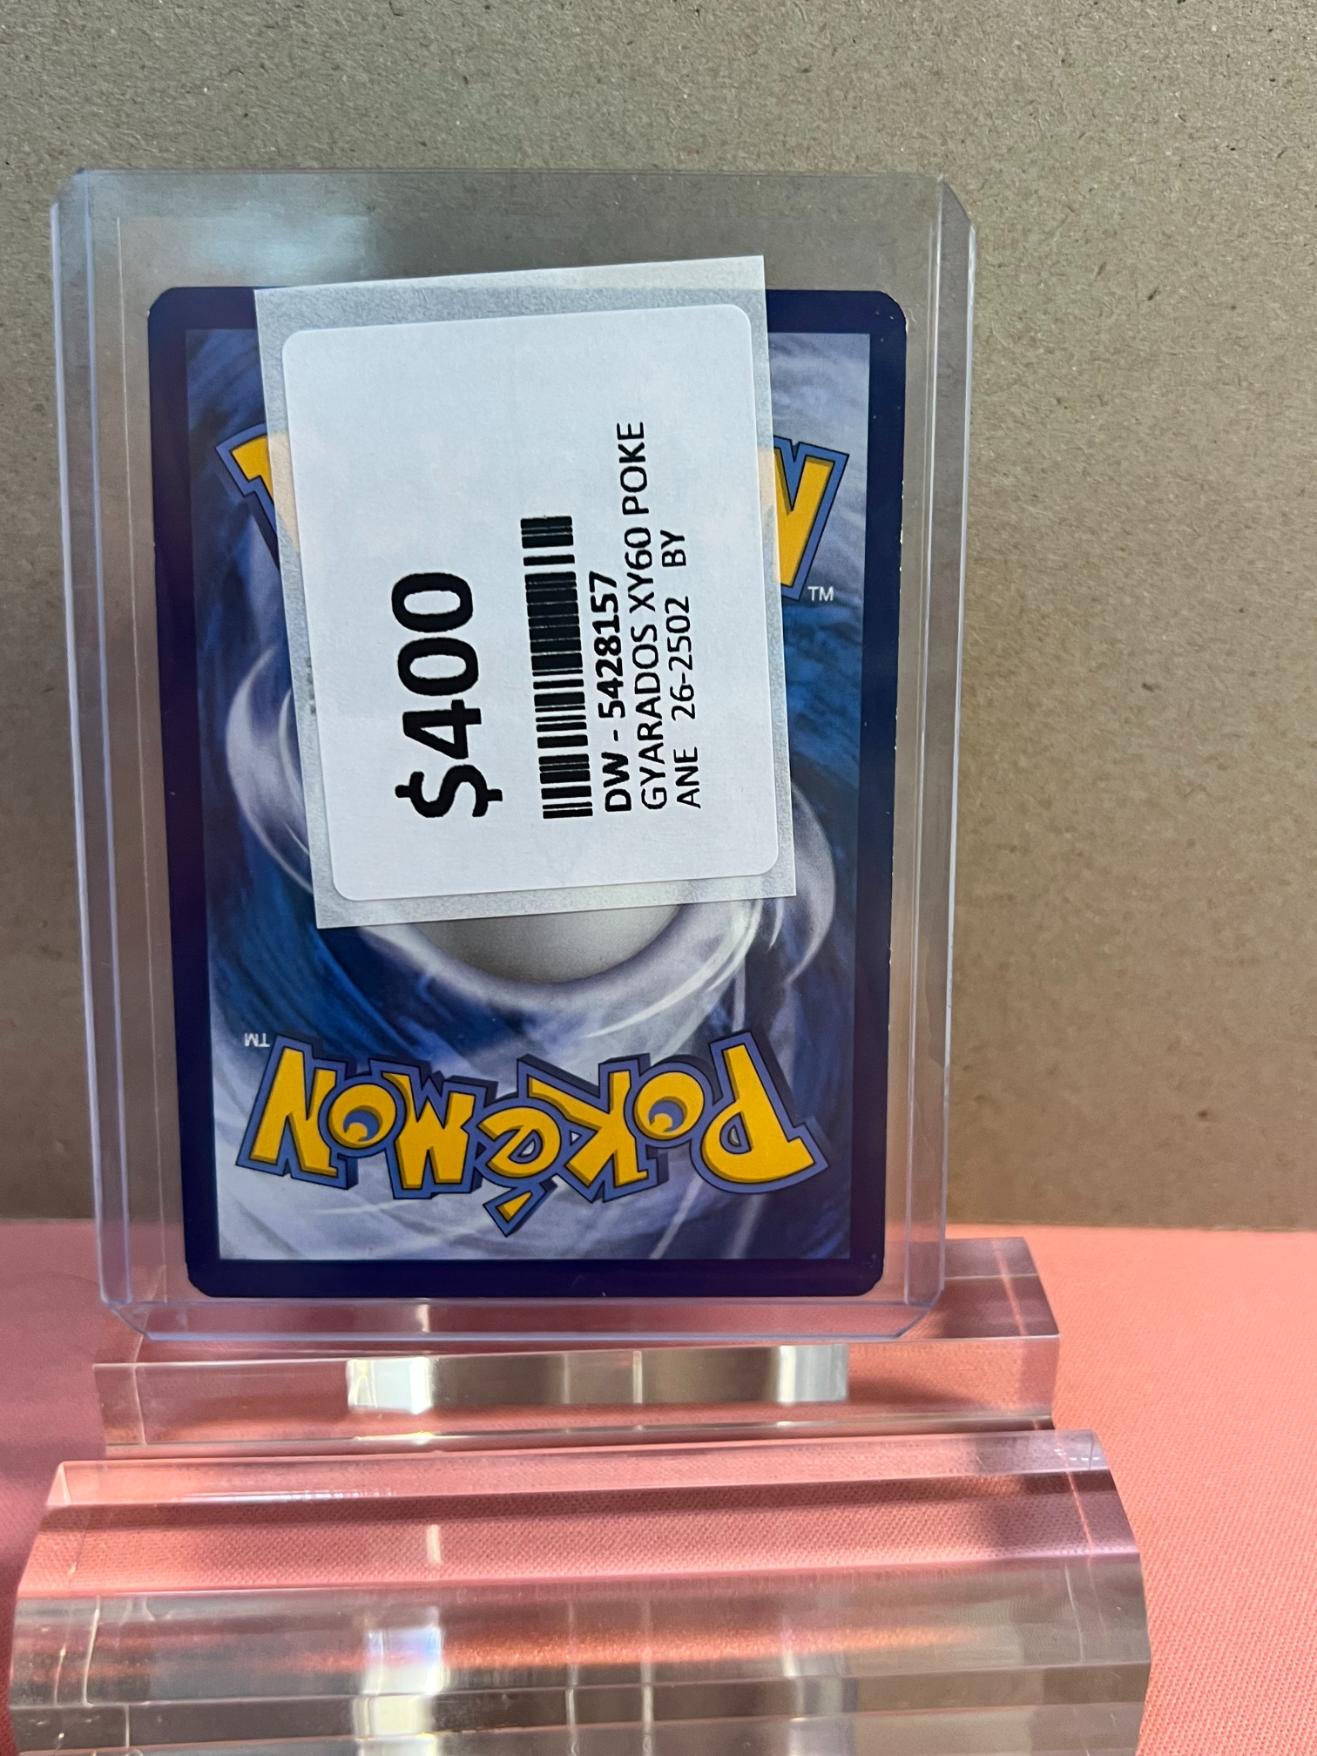 $400
DW - 5428157
GYARADOS XY60 POKE
ANE 26-2502 BY
N
TM
TM
POKéMON